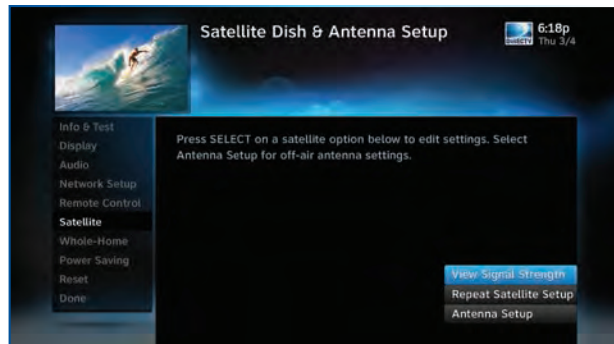 Satellite Dish & Antenna Setup
DIRECTV
6:18p
Thu 3/4
Info & Test
Display
Audio
Network Setup
Remote Control
Satellite
Whole-Home
Power Saving
Reset
Done
Press SELECT on a satellite option below to edit settings. Select
Antenna Setup for off-air antenna settings.
View Signal Strength
Repeat Satellite Setup
Antenna Setup